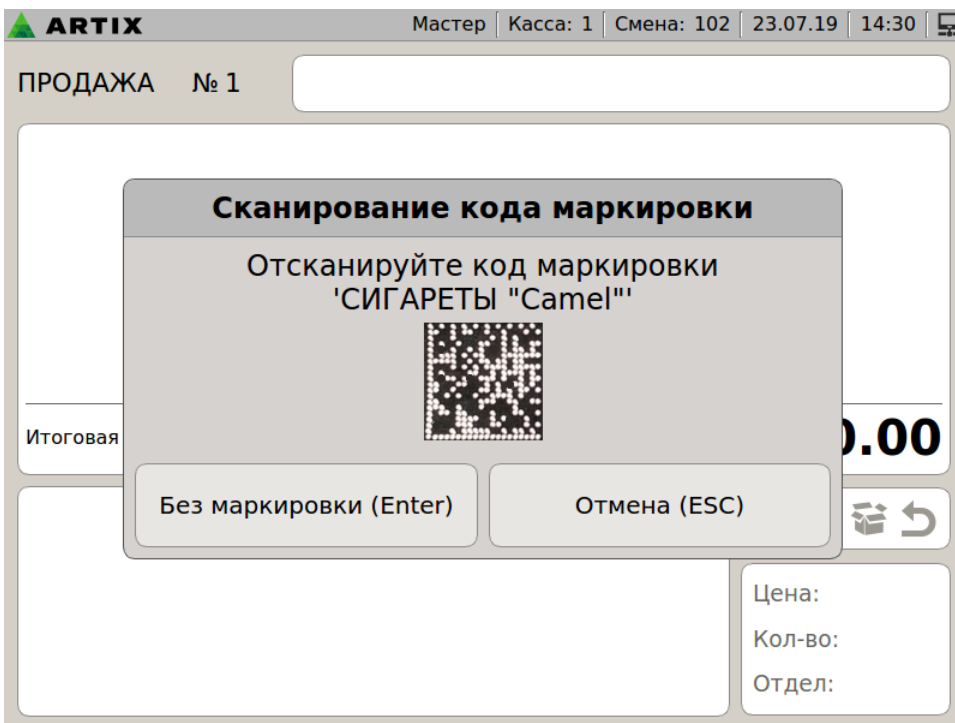 ARTIX Мастер Касса: 1 Смена: 102 23.07.19 14:30
ПРОДАЖА № 1
Сканирование кода маркировки
Отсканируйте код маркировки
'СИГАРЕТЫ "Camel"'
Итоговая
.00
Без маркировки (Enter) Отмена (ESC)
Цена:
Кол-во:
Отдел: